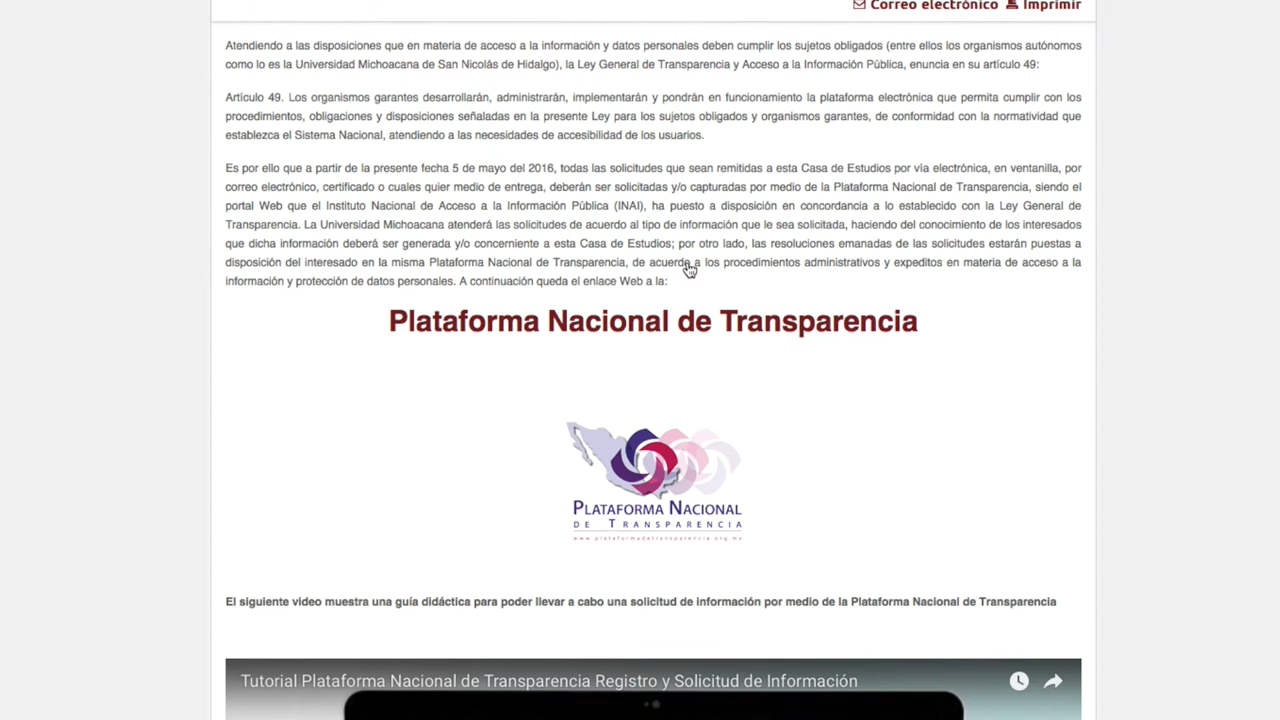 Correo electrónico Imprimir
Atendiendo a las disposiciones que en materia de acceso a la información y datos personales deben cumplir los sujetos obligados (entre ellos los organismos autónomos
como lo es la Universidad Michoacana de San Nicolás de Hidalgo), la Ley General de Transparencia y Acceso a la Información Pública, enuncia en su artículo 49:
Artículo 49. Los organismos garantes desarrollarán, administrarán, implementarán y pondrán en funcionamiento la plataforma electrónica que permita cumplir con los
procedimientos, obligaciones y disposiciones señaladas en la presente Ley para los sujetos obligados y organismos garantes, de conformidad con la normatividad que
establezca el Sistema Nacional, atendiendo a las necesidades de accesibilidad de los usuarios.
Es por ello que a partir de la presente fecha 5 de mayo del 2016, todas las solicitudes que sean remitidas a esta Casa de Estudios por vía electrónica, en ventanilla, por
correo electrónico, certificado o cuales quier medio de entrega, deberán ser solicitadas y/o capturadas por medio de la Plataforma Nacional de Transparencia, siendo el
portal Web que el Instituto Nacional de Acceso a la Información Pública (INAI), ha puesto a disposición en concordancia a lo establecido con la Ley General de
Transparencia. La Universidad Michoacana atenderá las solicitudes de acuerdo al tipo de información que le sea solicitada, haciendo del conocimiento de los interesados
que dicha información deberá ser generada y/o concerniente a esta Casa de Estudios; por otro lado, las resoluciones emanadas de las solicitudes estarán puestas a
disposición del interesado en la misma Plataforma Nacional de Transparencia, de acuerdo a los procedimientos administrativos y expeditos en materia de acceso a la
información y protección de datos personales. A continuación queda el enlace Web a la:
Plataforma Nacional de Transparencia
PLATAFORMA NACIONAL
DE TRANSPARENCIA
www.plataformadetransparencia.org.mx
El siguiente video muestra una guía didáctica para poder llevar a cabo una solicitud de información por medio de la Plataforma Nacional de Transparencia
Tutorial Plataforma Nacional de Transparencia Registro y Solicitud de Información